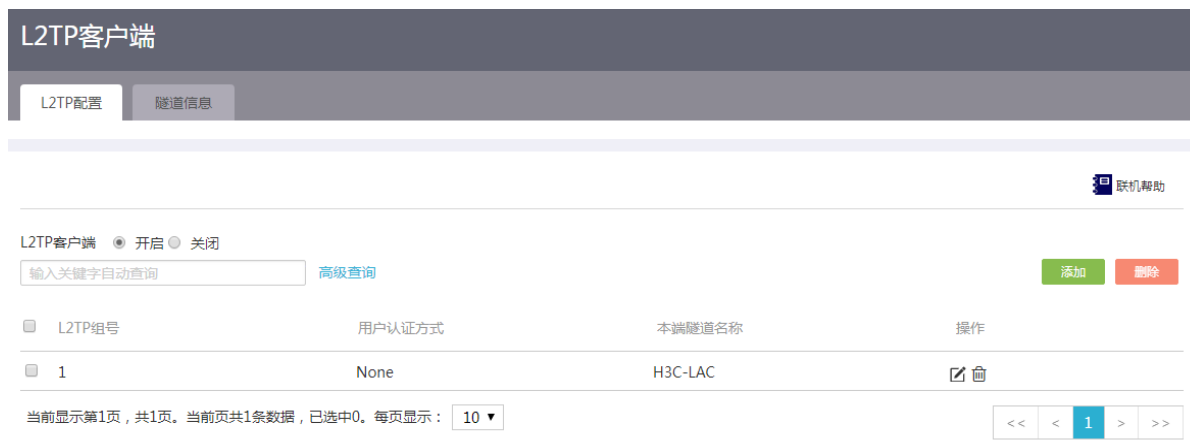 L2TP客户端
L2TP配置 隧道信息
联机帮助
L2TP客户端 开启 关闭
输入关键字自动查询 高级查询 添加 删除
L2TP组号 用户认证方式 本端隧道名称 操作
1 None H3C-LAC
当前显示第1页，共1页。当前页共1条数据，已选中0。每页显示： 10
<< < 1 > >>